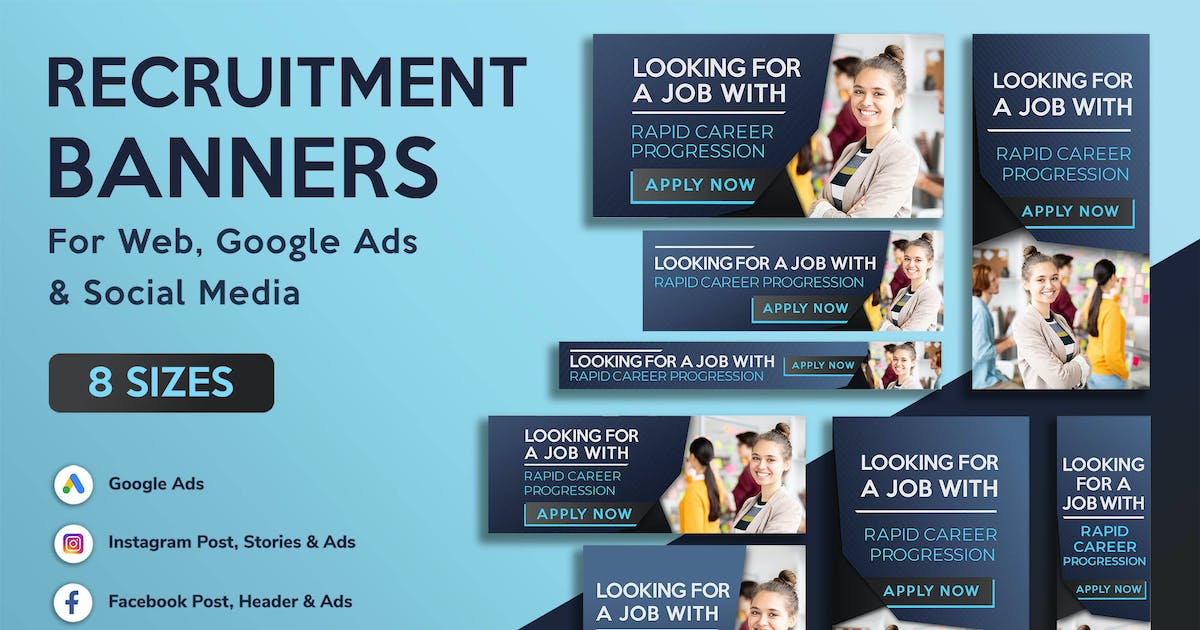 RECRUITMENT
BANNERS
For Web, Google Ads
& Social Media
8 SIZES
Google Ads
Instagram Post, Stories & Ads
Facebook Post, Header & Ads
LOOKING FOR
A JOB WITH
RAPID CAREER
PROGRESSION
APPLY NOW
LOOKING FOR
A JOB WITH
RAPID CAREER
PROGRESSION
APPLY NOW
LOOKING FOR A JOB WITH
RAPID CAREER PROGRESSION
APPLY NOW
LOOKING FOR A JOB WITH
RAPID CAREER PROGRESSION
APPLY NOW
LOOKING FOR
A JOB WITH
RAPID CAREER
PROGRESSION
APPLY NOW
LOOKING FOR
A JOB WITH
RAPID CAREER
PROGRESSION
APPLY NOW
LOOKING
FOR A
JOB WITH
RAPID
CAREER
PROGRESSION
APPLY NOW
LOOKING FOR
A JOB WITH